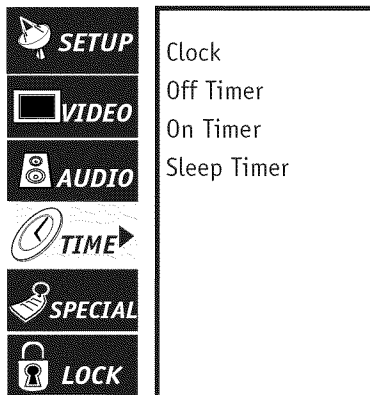 SETUP
VIDEO
AUDIO
TIME
SPECIAL
LOCK
Clock
Off Timer
On Timer
Sleep Timer